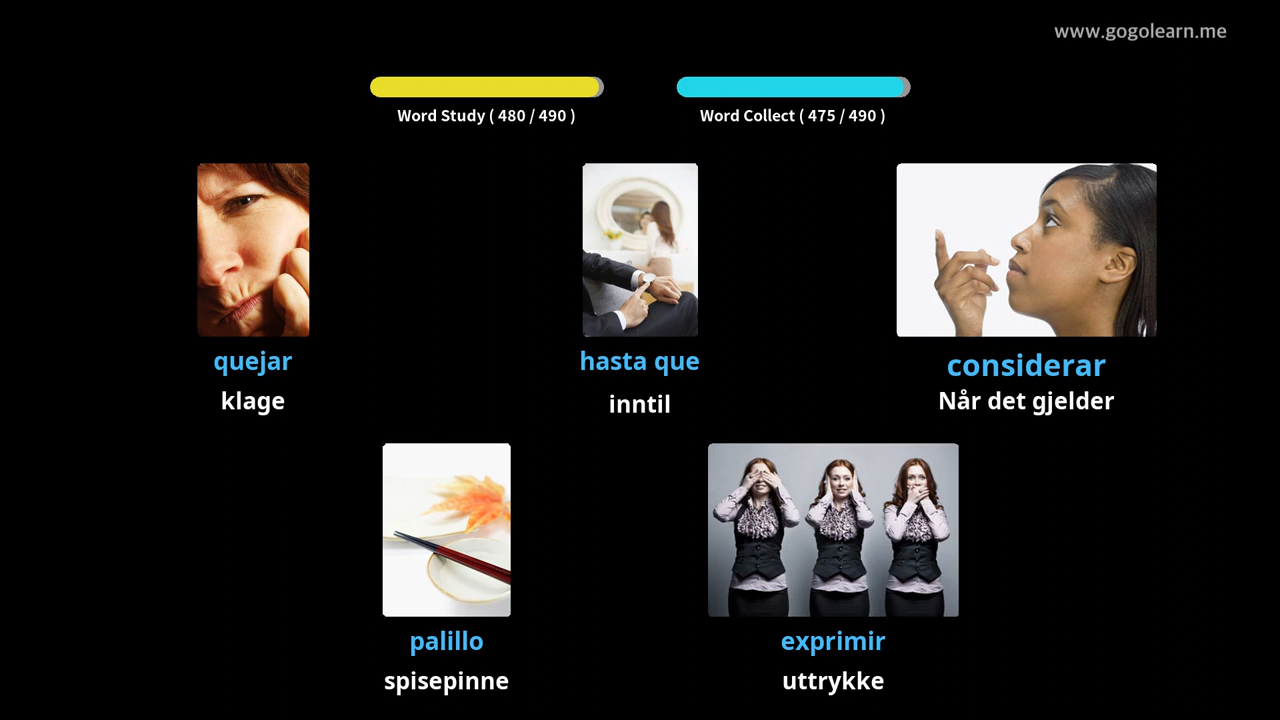 www.gogolearn.me
Word Study ( 480 / 490 )
Word Collect ( 475 / 490 )
quejar
klage
hasta que
inntil
considerar
Når det gjelder
palillo
spisepinne
exprimir
uttrykke